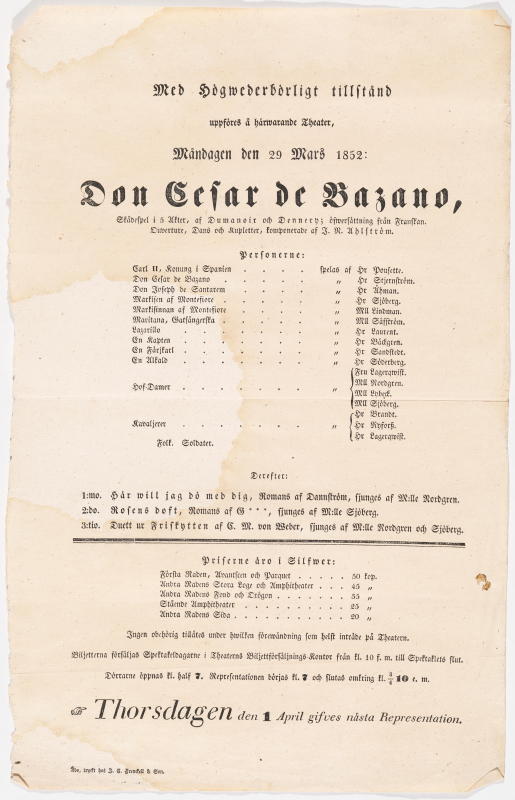 Med Högwederbörligt tillstånd
uppföres å härwarande Theater,
Måndagen den 29 Mars 1852:
Don Cesar de Bazano,
Skådespel i 5 Akter, af Dumanoir och Dennery; öfwersättning från Franskan.
Ouverture, Dans och Kupletter, komponerade af J. N. Ahlström.
Personerne:
Carl II, Konung i Spanien . . . . spelas af Hr Pousette.
Don Cesar de Bazano . . . . . „ Hr Stjernström.
Don Joseph de Santarem . . . . „ Hr Åhman.
Markisen af Montefiore . . . . . „ Hr Sjöberg.
Markisinnan af Montefiore . . . . „ Mll Lindman.
Maritana, Gatsångerska . . . . . „ Mll Säfström.
Lazarillo . . . . . . . „ Hr Laurent.
En Kapten . . . . . . . „ Hr Bäckgren.
En Färjkarl . . . . . . . „ Hr Sandstedt.
En Alkald . . . . . . . „ Hr Söderberg.
Hof-Damer . . . . . . . „ Fru Lagerqwist.
Mll Nordgren.
Mll Lybeck.
Mll Sjöberg.
Kavaljerer . . . . . . . „ Hr Brandt.
Hr Ryforß.
Hr Lagerqwist.
Folk. Soldater.
Derefter:
1:mo. Här will jag dö med dig, Romans af Dannström, sjunges af M:lle Nordgren.
2:do. Rosens doft, Romans af G***, sjunges af M:lle Sjöberg.
3:tio. Duett ur Friskytten af C. M. von Weber, sjunges af M:lle Nordgren och Sjöberg.
Priserne äro i Silfwer:
Första Raden, Avantscen och Parquet . . . . . 50 kop.
Andra Radens Stora Loge och Amphitheater . . . 45 „
Andra Radens Fond och Oxögon . . . . . . 35 „
Stående Amphitheater . . . . . . . . . 25 „
Andra Radens Sida . . . . . . . . . . 20 „
Ingen obehörig tillåtes under hwilken förewändning som helst inträde på Theatern.
Biljetterna försäljas Spektakeldagarne i Theaterns Biljettförsäljnings-Kontor från kl. 10 f. m. till Spektaklets slut.
Dörrarne öppnas kl. half 7. Representationen börjas kl. 7 och slutas omkring kl. ¾ 10 e. m.
☞ Thorsdagen den 1 April gifves nästa Representation.
Åbo, tryckt hos J. C. Frenckell & Son.